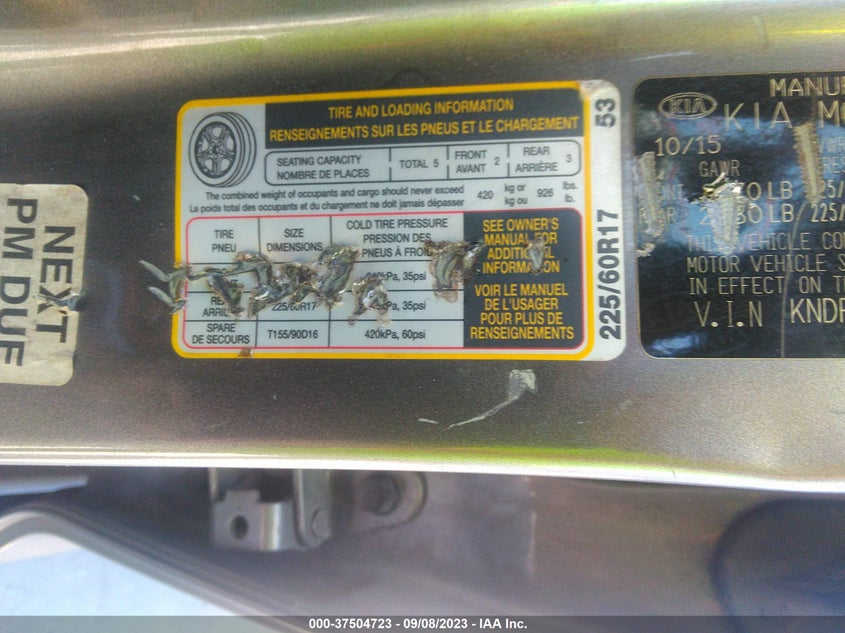 TIRE AND LOADING INFORMATION
RENSEIGNEMENTS SUR LES PNEUS ET LE CHARGEMENT
53
SEATING CAPACITY
NOMBRE DE PLACES
TOTAL 5
FRONT
AVANT 2
REAR
ARRIÈRE 3
The combined weight of occupants and cargo should never exceed
Le poids total des occupants et du chargement ne doit jamais dépasser
420 kg or
kg ou 926 lbs.
lb.
TIRE
PNEU
SIZE
DIMENSIONS
COLD TIRE PRESSURE
PRESSION DES
PNEUS À FROID
35psi
225/60R17
35psi
SPARE
DE SECOURS
T155/90D16
420kPa, 60psi
SEE OWNER'S
MANUAL FOR
ADDITIONAL
INFORMATION
VOIR LE MANUEL
DE L'USAGER
POUR PLUS DE
RENSEIGNEMENTS
225/60R17
NEXT
PM DUE
KIA
KIA
10/15
GAWR
LB
LB/225/
VEHICLE
MOTOR VEHICLE
IN EFFECT ON
V.I.N
000-37504723 - 09/08/2023 - IAA Inc.